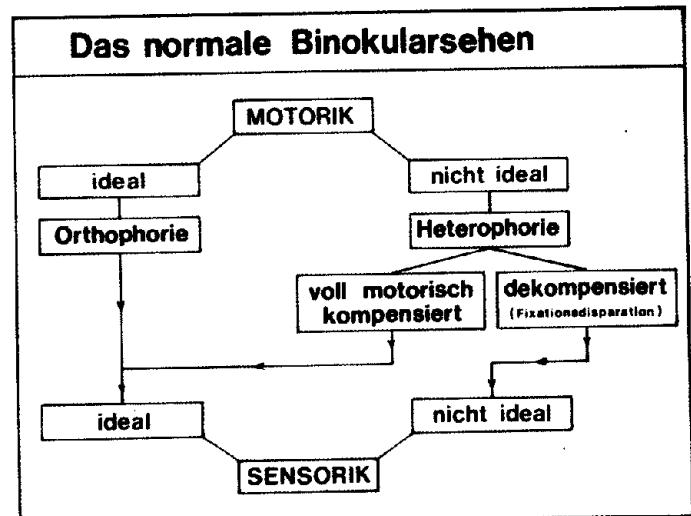 Das normale Binokularsehen
MOTORIK
ideal
nicht ideal
Orthophorie
Heterophorie
voll motorisch
kompensiert
dekompensiert
(Fixationsdisparation)
ideal
nicht ideal
SENSORIK